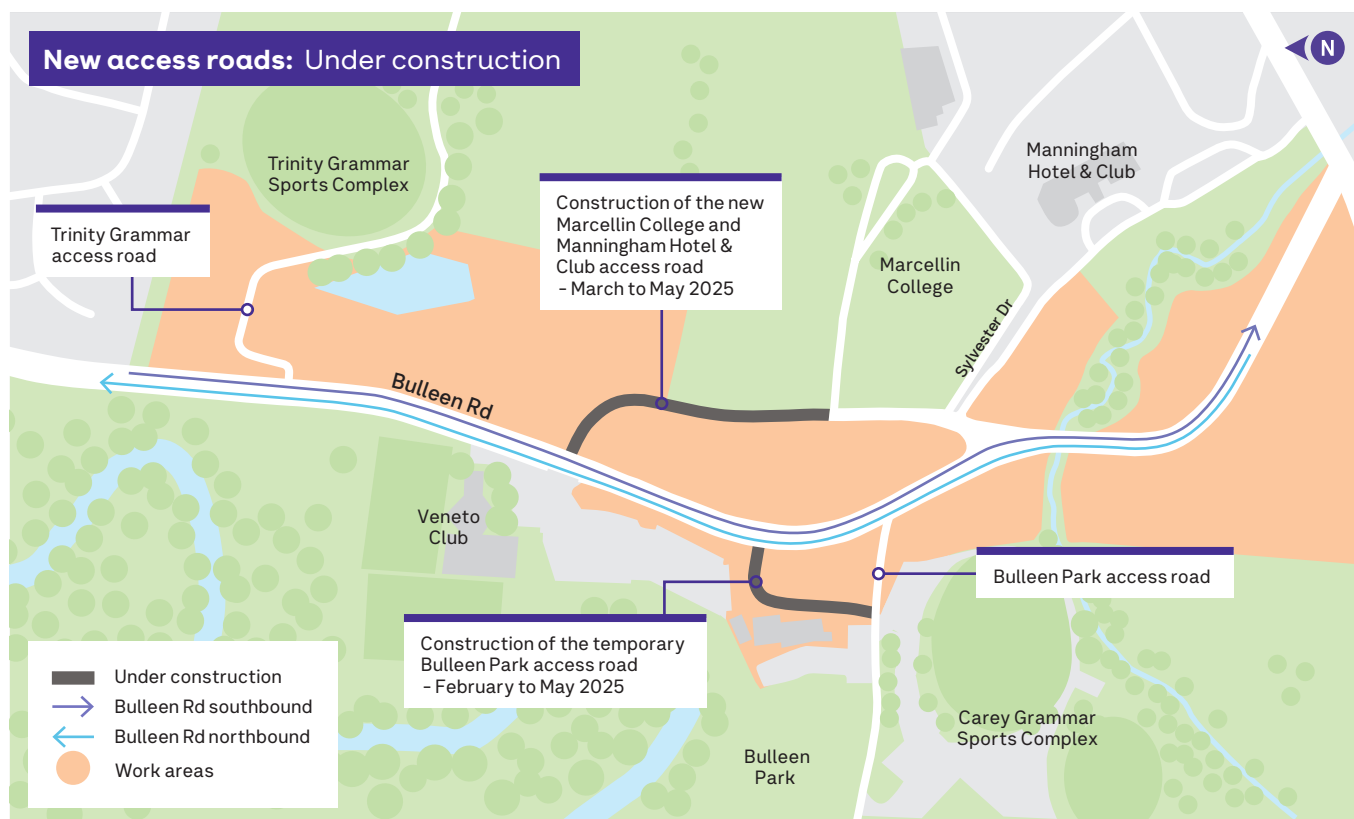 New access roads: Under construction
N
Trinity Grammar
Sports Complex
Manningham
Hotel & Club
Trinity Grammar
access road
Construction of the new
Marcellin College and
Manningham Hotel &
Club access road
- March to May 2025
Marcellin
College
Sylvester Dr
Bulleen Rd
Veneto
Club
Bulleen Park access road
Construction of the temporary
Bulleen Park access road
- February to May 2025
Under construction
Bulleen Rd southbound
Bulleen Rd northbound
Work areas
Carey Grammar
Sports Complex
Bulleen
Park